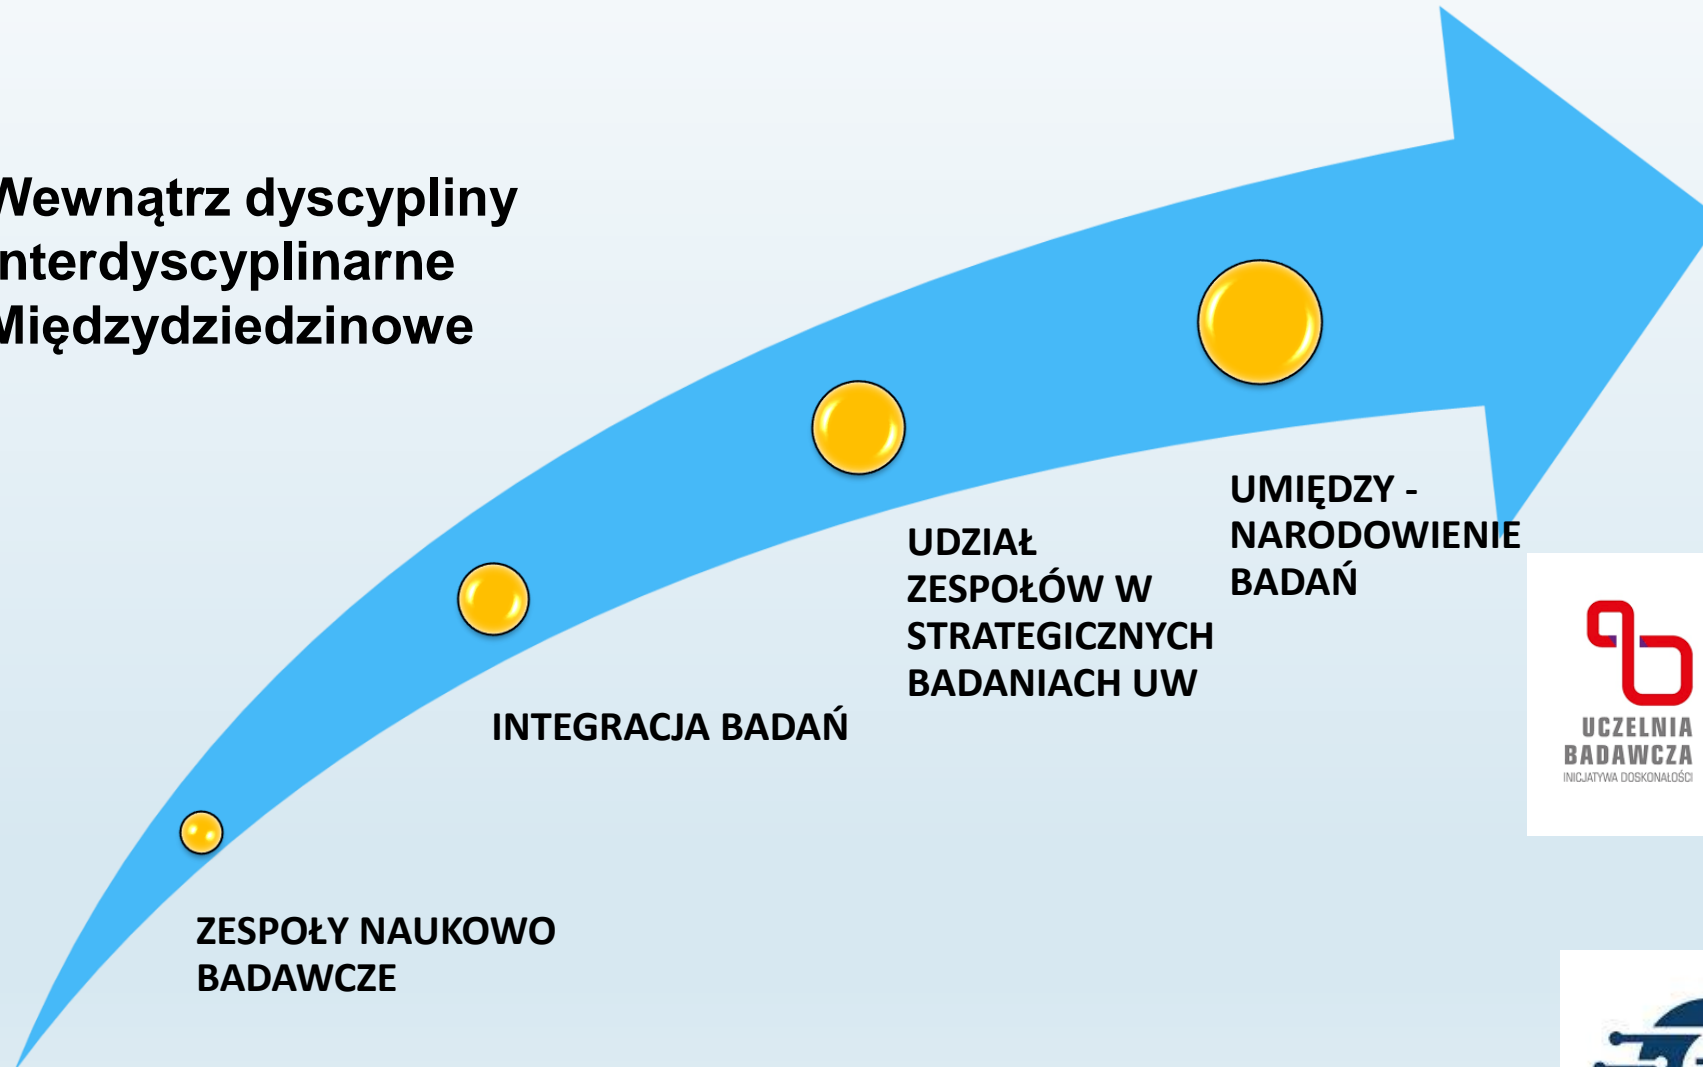 Wewnątrz dyscypliny
Interdyscyplinarne
Międzydziedzinowe
UMIĘDZY -
NARODOWIENIE
BADAŃ
UDZIAŁ
ZESPOŁÓW W
STRATEGICZNYCH
BADANIACH UW
INTEGRACJA BADAŃ
ZESPOŁY NAUKOWO
BADAWCZE
UCZELNIA
BADAWCZA
INICJATYWA DOSKONAŁOŚCI